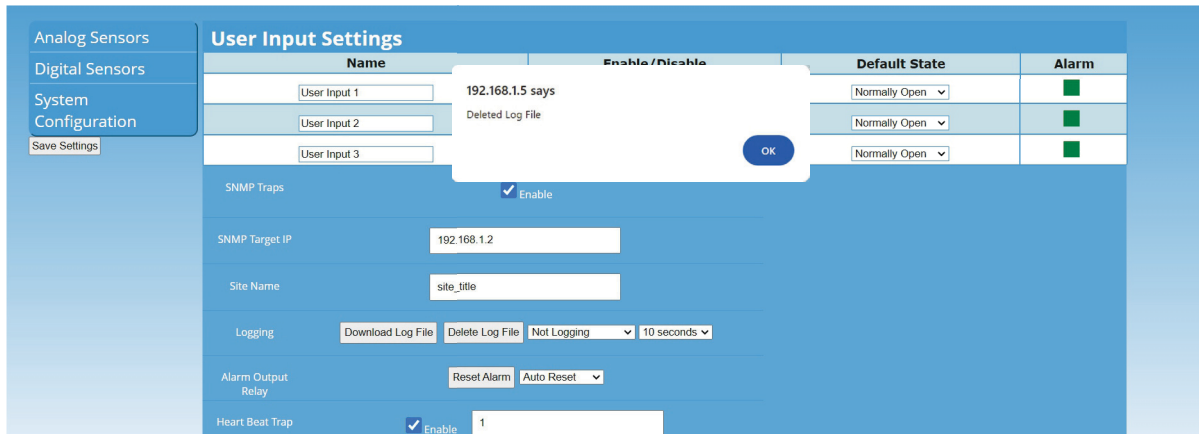 Analog Sensors
Digital Sensors
System
Configuration
Save Settings
User Input Settings
Name Enable/Disable Default State Alarm
User Input 1 Normally Open
User Input 2 Normally Open
User Input 3 Normally Open
192.168.1.5 says
Deleted Log File
OK
SNMP Traps Enable
SNMP Target IP 192.168.1.2
Site Name site_title
Logging Download Log File Delete Log File Not Logging 10 seconds
Alarm Output
Relay
Reset Alarm Auto Reset
Heart Beat Trap Enable 1